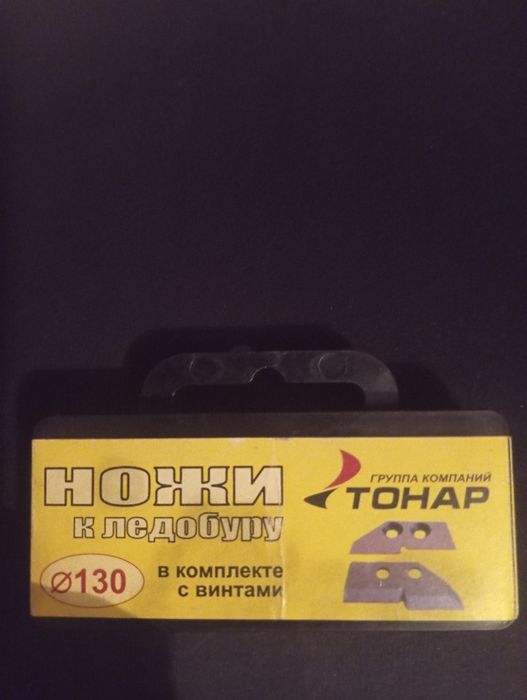 НОЖИ
к ледобуру
⌀130
в комплекте
с винтами
ГРУППА КОМПАНИЙ
ТОНАР